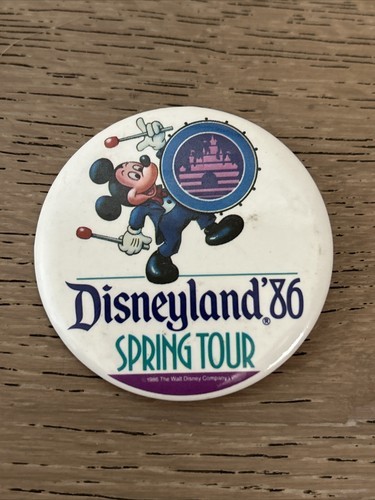 Disneyland'86®
SPRING TOUR
1986 The Walt Disney Company